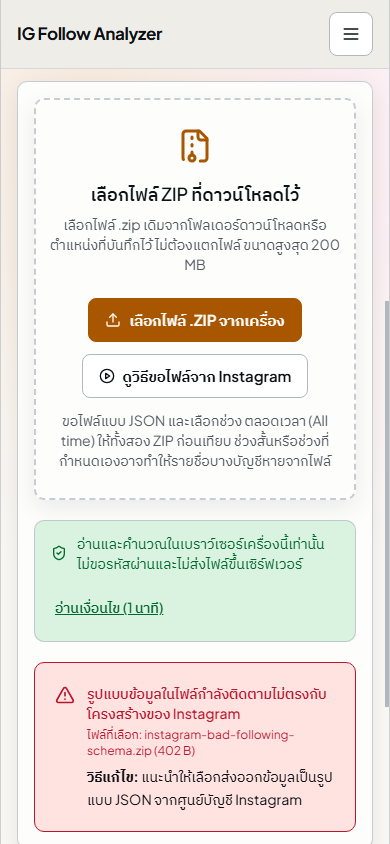 IG Follow Analyzer
เลือกไฟล์ ZIP ที่ดาวน์โหลดไว้
เลือกไฟล์ .zip เดิมจากโฟลเดอร์ดาวน์โหลดหรือ
ตำแหน่งที่บันทึกไว้ ไม่ต้องแตกไฟล์ ขนาดสูงสุด 200
MB
เลือกไฟล์ .ZIP จากเครื่อง
ดูวิธีขอไฟล์จาก Instagram
ขอไฟล์แบบ JSON และเลือกช่วง ตลอดเวลา (All
time) ให้ทั้งสอง ZIP ก่อนเทียบ ช่วงสั้นหรือช่วงที่
กำหนดเองอาจทำให้รายชื่อบางบัญชีหายจากไฟล์
อ่านและคำนวณในเบราว์เซอร์เครื่องนี้เท่านั้น
ไม่ขอรหัสผ่านและไม่ส่งไฟล์ขึ้นเซิร์ฟเวอร์
อ่านเงื่อนไข (1 นาที)
รูปแบบข้อมูลในไฟล์กำลังติดตามไม่ตรงกับ
โครงสร้างของ Instagram
ไฟล์ที่เลือก: instagram-bad-following-
schema.zip (402 B)
วิธีแก้ไข: แนะนำให้เลือกส่งออกข้อมูลเป็นรูป
แบบ JSON จากศูนย์บัญชี Instagram